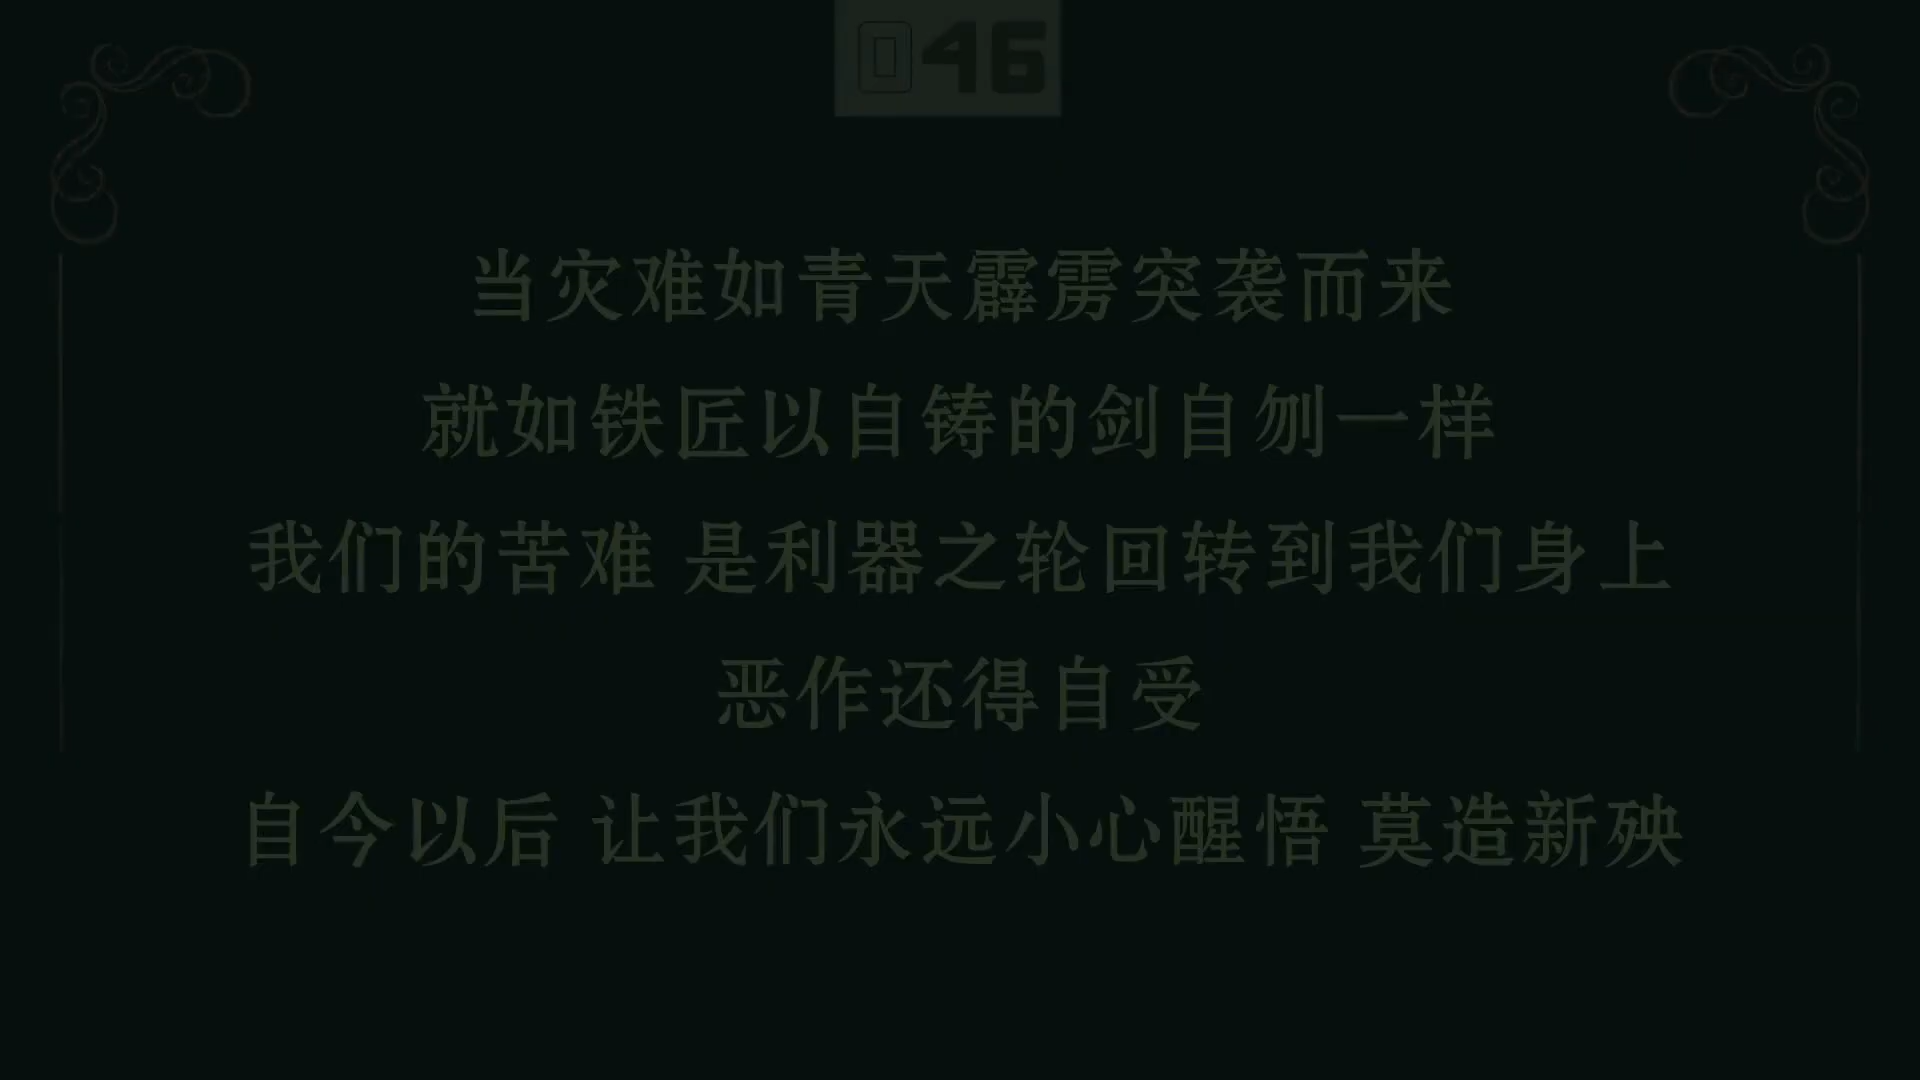 046
当灾难如青天霹雳突袭而来
就如铁匠以自铸的剑自刎一样
我们的苦难 是利器之轮回转到我们身上
恶作还得自受
自今以后 让我们永远小心醒悟 莫造新殃